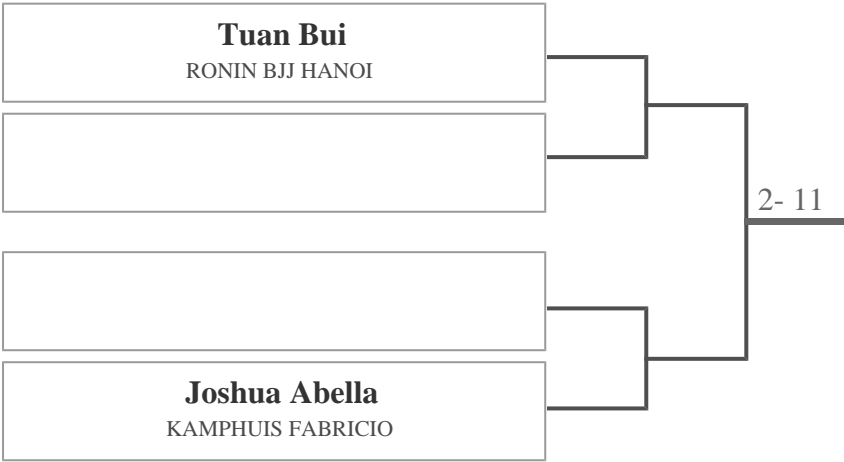 Tuan Bui
RONIN BJJ HANOI
2- 11
Joshua Abella
KAMPHUIS FABRICIO